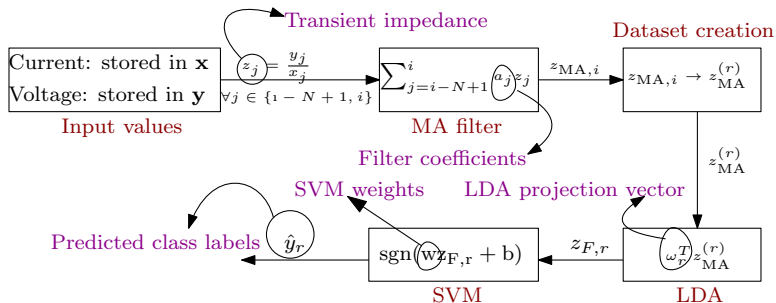 Transient impedance
Dataset creation
Current: stored in x
Voltage: stored in y
z_j = y_j / x_j
∀j ∈ {ı − N + 1, i}
∑_{j=i−N+1}^{i} a_j z_j
z_{MA,i}
z_{MA,i} → z_{MA}^{(r)}
Input values
MA filter
Filter coefficients
z_{MA}^{(r)}
SVM weights
LDA projection vector
Predicted class labels
ŷ_r
sgn(wz_{F,r} + b)
z_{F,r}
ω_r^T z_{MA}^{(r)}
SVM
LDA